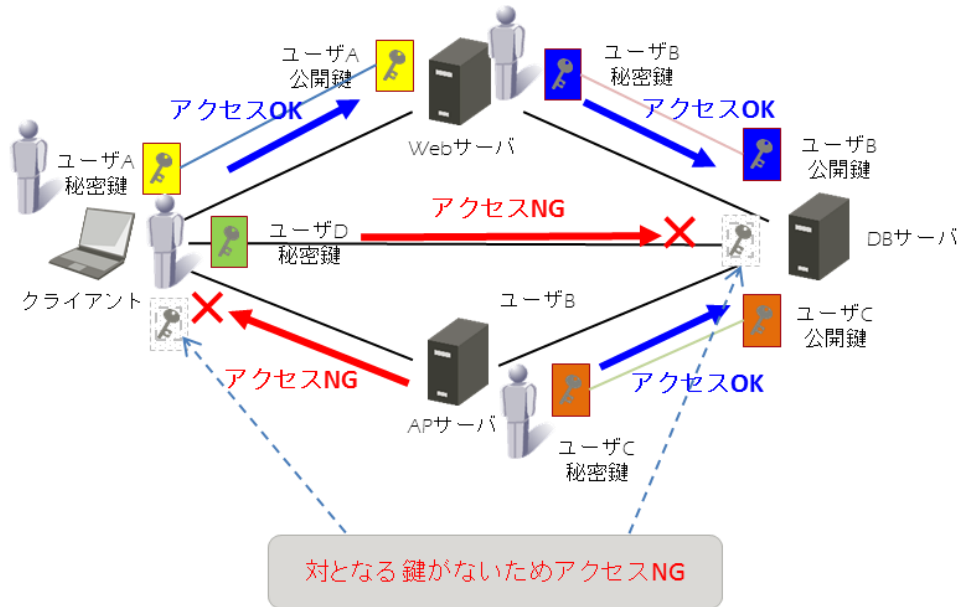 ユーザA
公開鍵
ユーザB
秘密鍵
アクセスOK
アクセスOK
Webサーバ
ユーザB
公開鍵
ユーザA
秘密鍵
アクセスNG
ユーザD
秘密鍵
DBサーバ
クライアント
ユーザB
ユーザC
公開鍵
アクセスNG
アクセスOK
APサーバ
ユーザC
秘密鍵
対となる鍵がないためアクセスNG